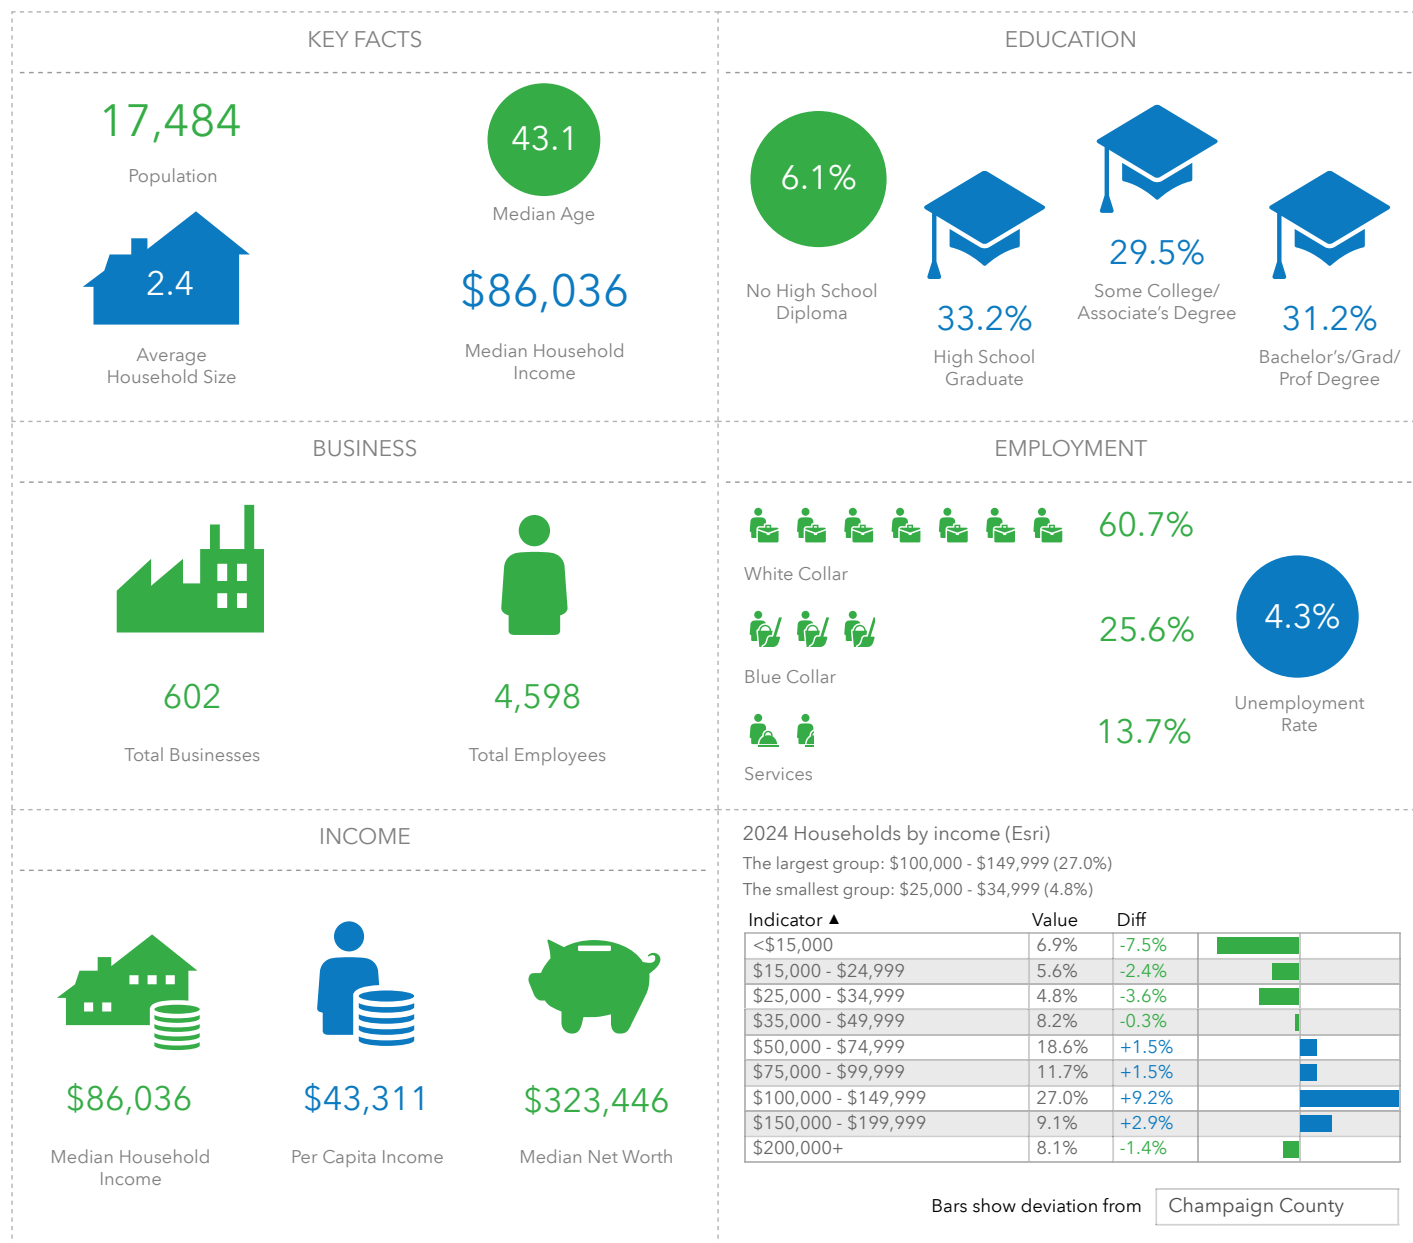 KEY FACTS
17,484
Population
43.1
Median Age
2.4
Average
Household Size
$86,036
Median Household
Income
EDUCATION
6.1%
No High School
Diploma
33.2%
High School
Graduate
29.5%
Some College/
Associate's Degree
31.2%
Bachelor's/Grad/
Prof Degree
BUSINESS
602
Total Businesses
4,598
Total Employees
EMPLOYMENT
60.7%
White Collar
25.6%
Blue Collar
13.7%
Services
4.3%
Unemployment
Rate
INCOME
$86,036
Median Household
Income
$43,311
Per Capita Income
$323,446
Median Net Worth
2024 Households by income (Esri)
The largest group: $100,000 - $149,999 (27.0%)
The smallest group: $25,000 - $34,999 (4.8%)
Indicator ▲ Value Diff
<$15,000 6.9% -7.5%
$15,000 - $24,999 5.6% -2.4%
$25,000 - $34,999 4.8% -3.6%
$35,000 - $49,999 8.2% -0.3%
$50,000 - $74,999 18.6% +1.5%
$75,000 - $99,999 11.7% +1.5%
$100,000 - $149,999 27.0% +9.2%
$150,000 - $199,999 9.1% +2.9%
$200,000+ 8.1% -1.4%
Bars show deviation from Champaign County